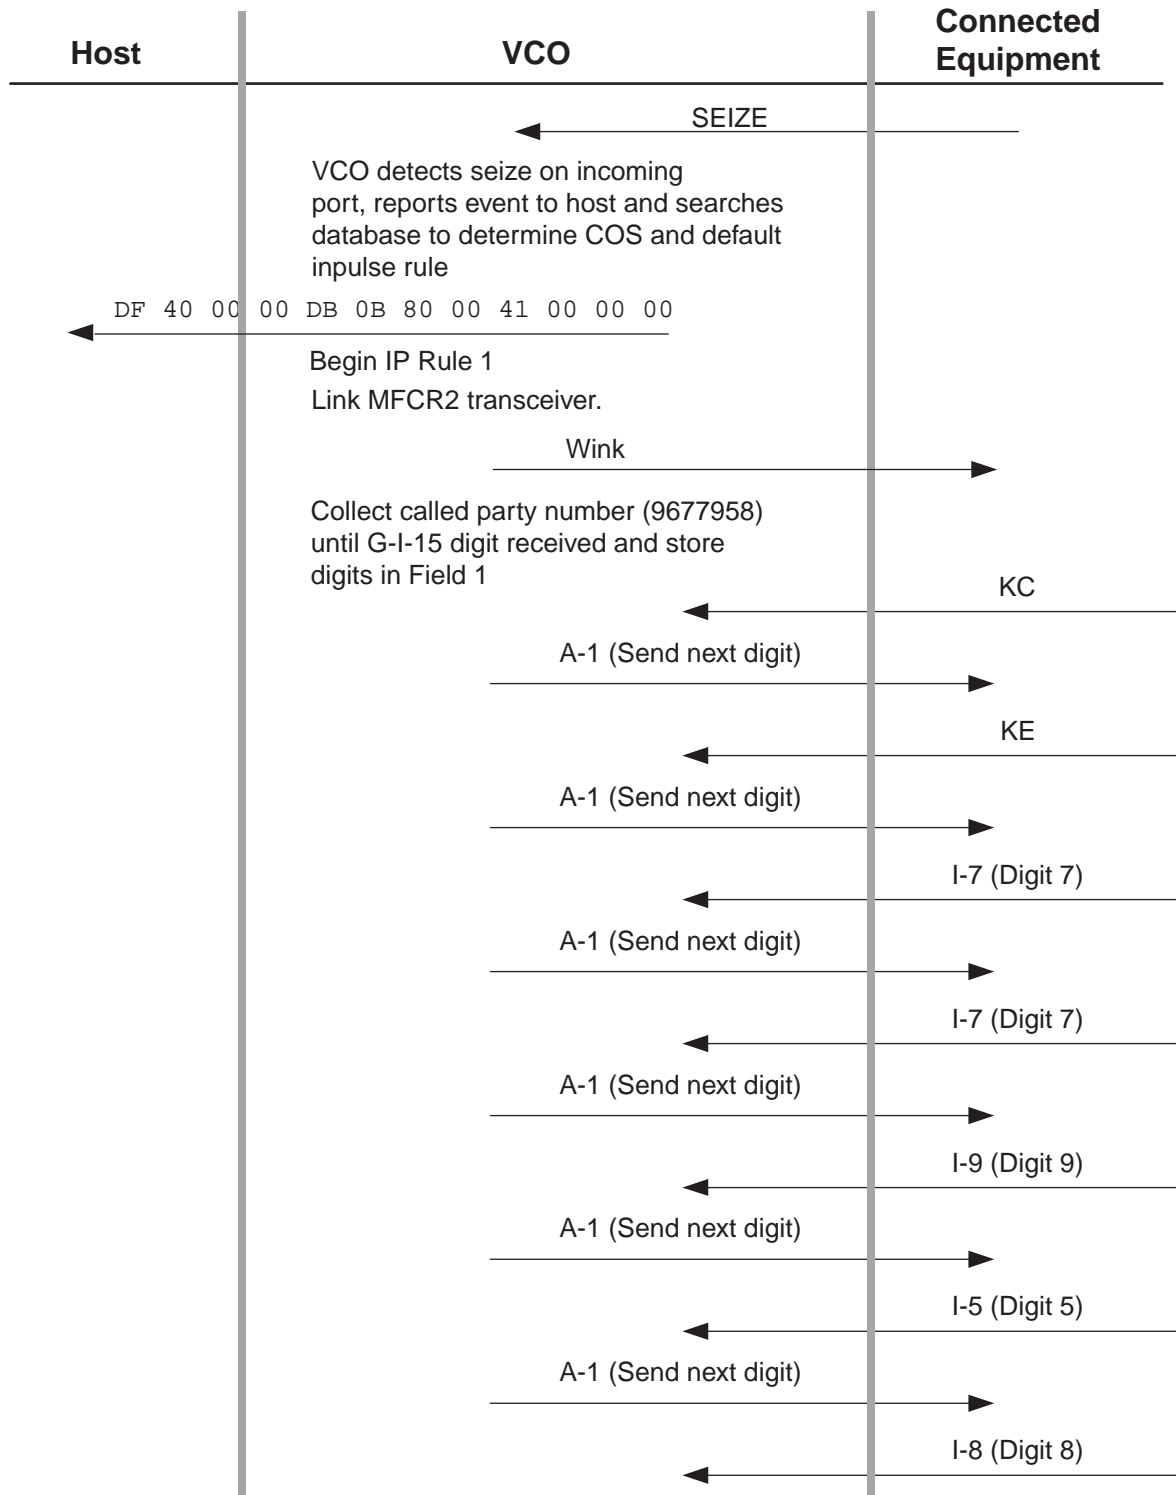 Host
VCO
Connected
Equipment
SEIZE
VCO detects seize on incoming
port, reports event to host and searches
database to determine COS and default
inpulse rule
DF 40 00 00 DB 0B 80 00 41 00 00 00
Begin IP Rule 1
Link MFCR2 transceiver.
Wink
Collect called party number (9677958)
until G-I-15 digit received and store
digits in Field 1
KC
A-1 (Send next digit)
KE
A-1 (Send next digit)
I-7 (Digit 7)
A-1 (Send next digit)
I-7 (Digit 7)
A-1 (Send next digit)
I-9 (Digit 9)
A-1 (Send next digit)
I-5 (Digit 5)
A-1 (Send next digit)
I-8 (Digit 8)